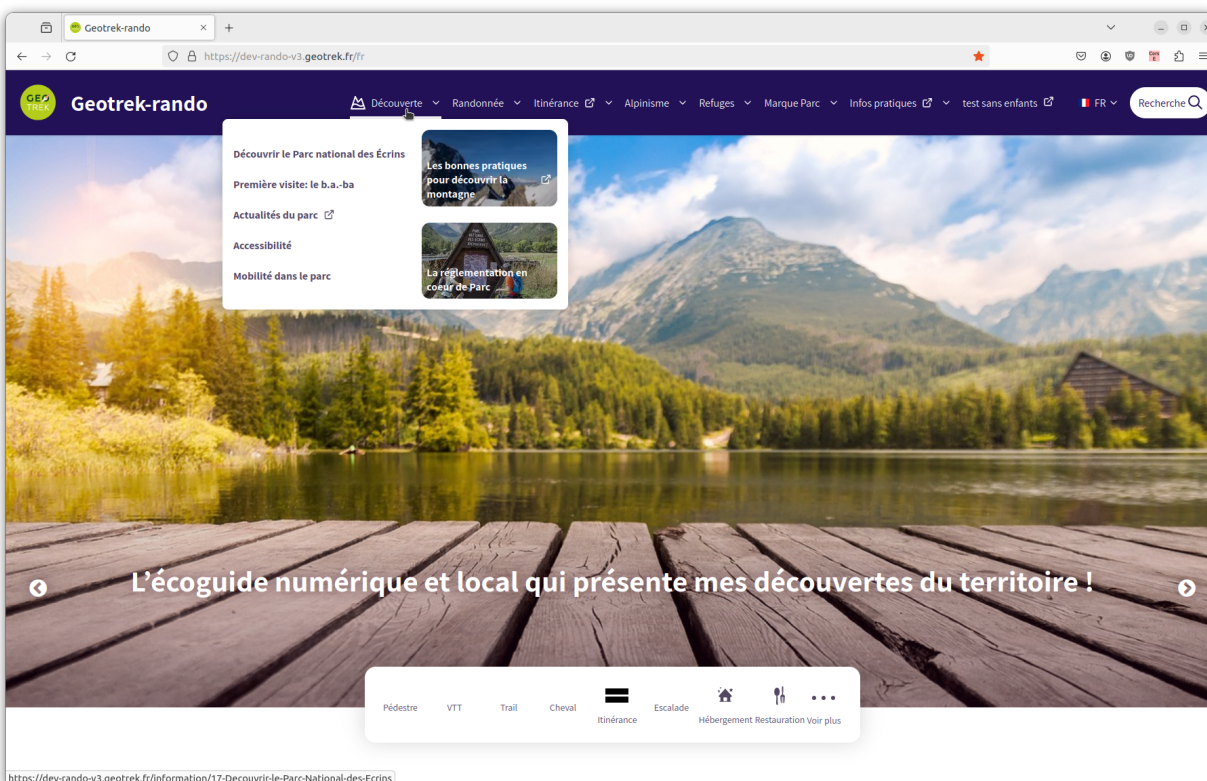 Geotrek-rando
https://dev-rando-v3.geotrek.fr/fr
GEO
TREK
Geotrek-rando
Découverte
Randonnée
Itinérance
Alpinisme
Refuges
Marque Parc
Infos pratiques
test sans enfants
FR
Recherche
Découvrir le Parc national des Écrins
Première visite: le b.a.-ba
Actualités du parc
Accessibilité
Mobilité dans le parc
Les bonnes pratiques
pour découvrir la
montagne
La réglementation en
coeur de Parc
L’écoguide numérique et local qui présente mes découvertes du territoire !
Pédestre
VTT
Trail
Cheval
Itinérance
Escalade
Hébergement
Restauration
Voir plus
https://dev-rando-v3.geotrek.fr/information/17-Decouvrir-le-Parc-National-des-Ecrins